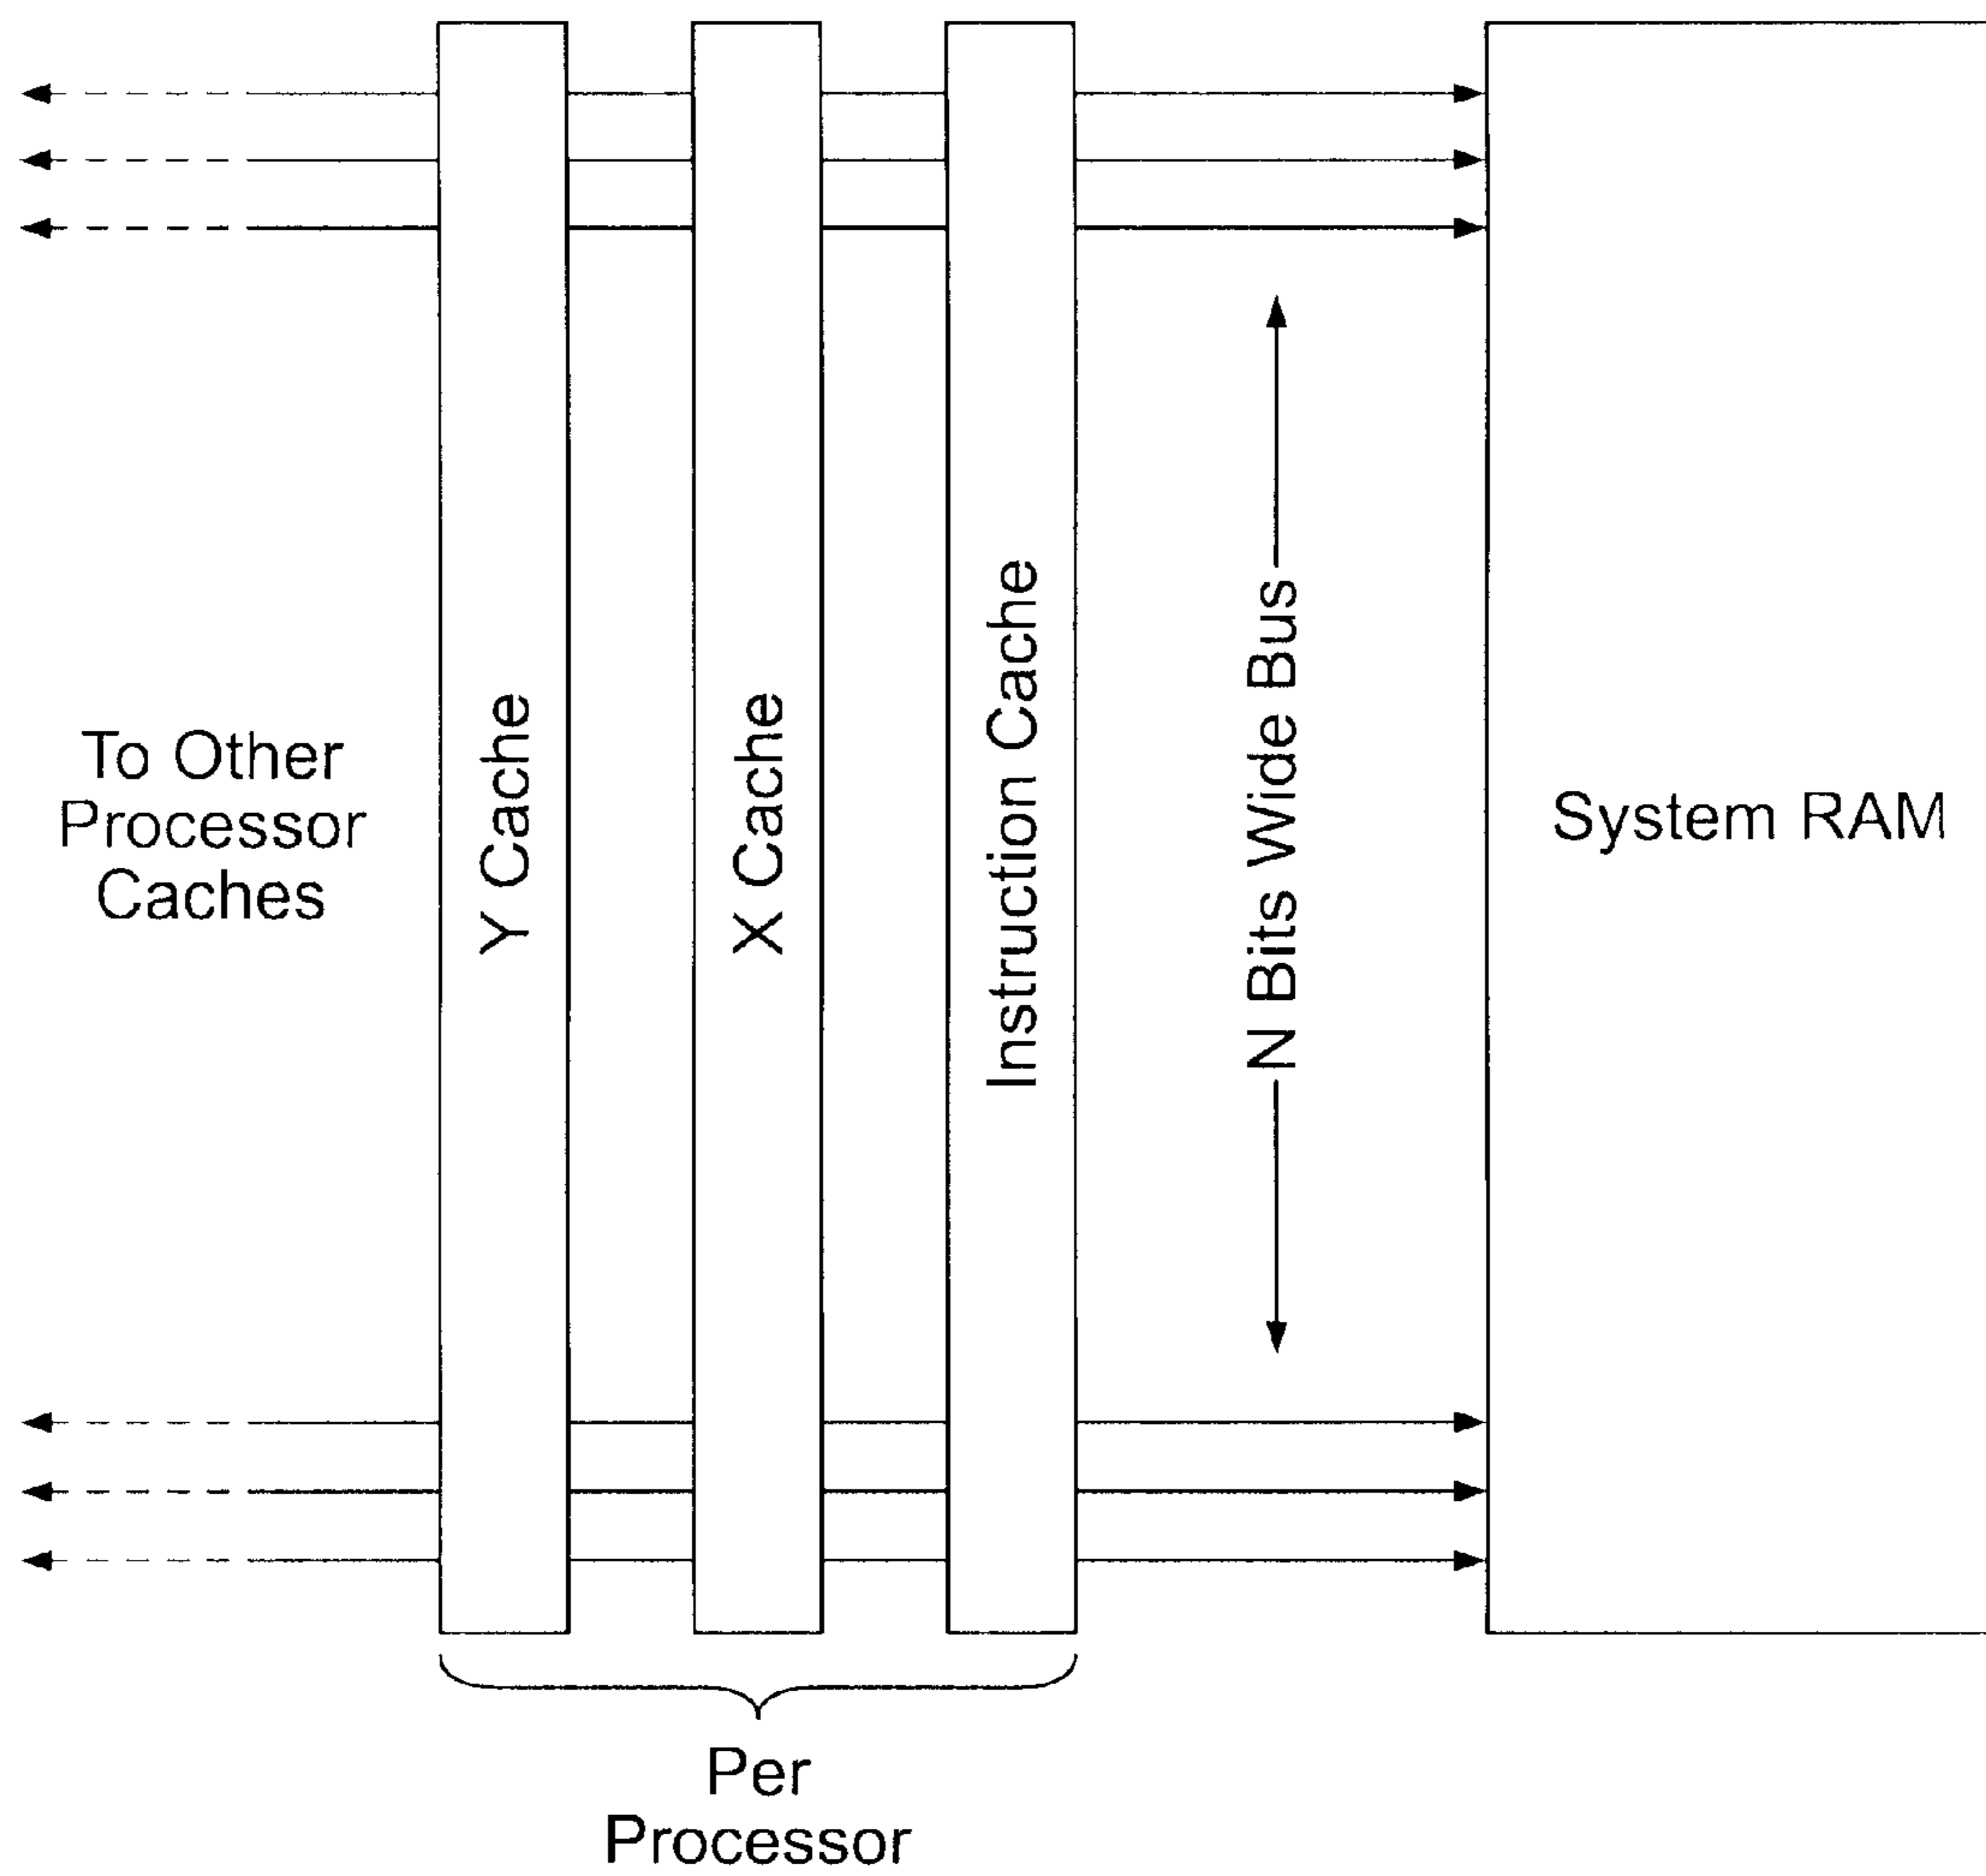 To Other
Processor
Caches
Y Cache
X Cache
Instruction Cache
N Bits Wide Bus
System RAM
Per
Processor